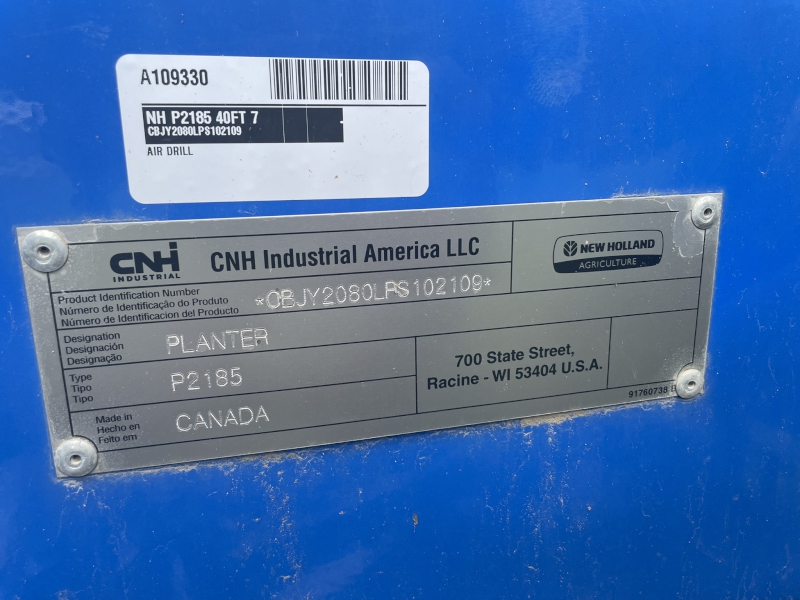 A109330
NH P2185 40FT 7
CBJY2080LPS102109
AIR DRILL
CNH
INDUSTRIAL
CNH Industrial America LLC
NEW HOLLAND
AGRICULTURE
Product Identification Number
Número de Identificação do Produto
Número de Identificacion del Producto
*CBJY2080LPS102109*
Designation
Designación
Designação
PLANTER
Type
Tipo
Tipo
P2185
700 State Street,
Racine - WI 53404 U.S.A.
Made in
Hecho en
Feito em
CANADA
91760738 B